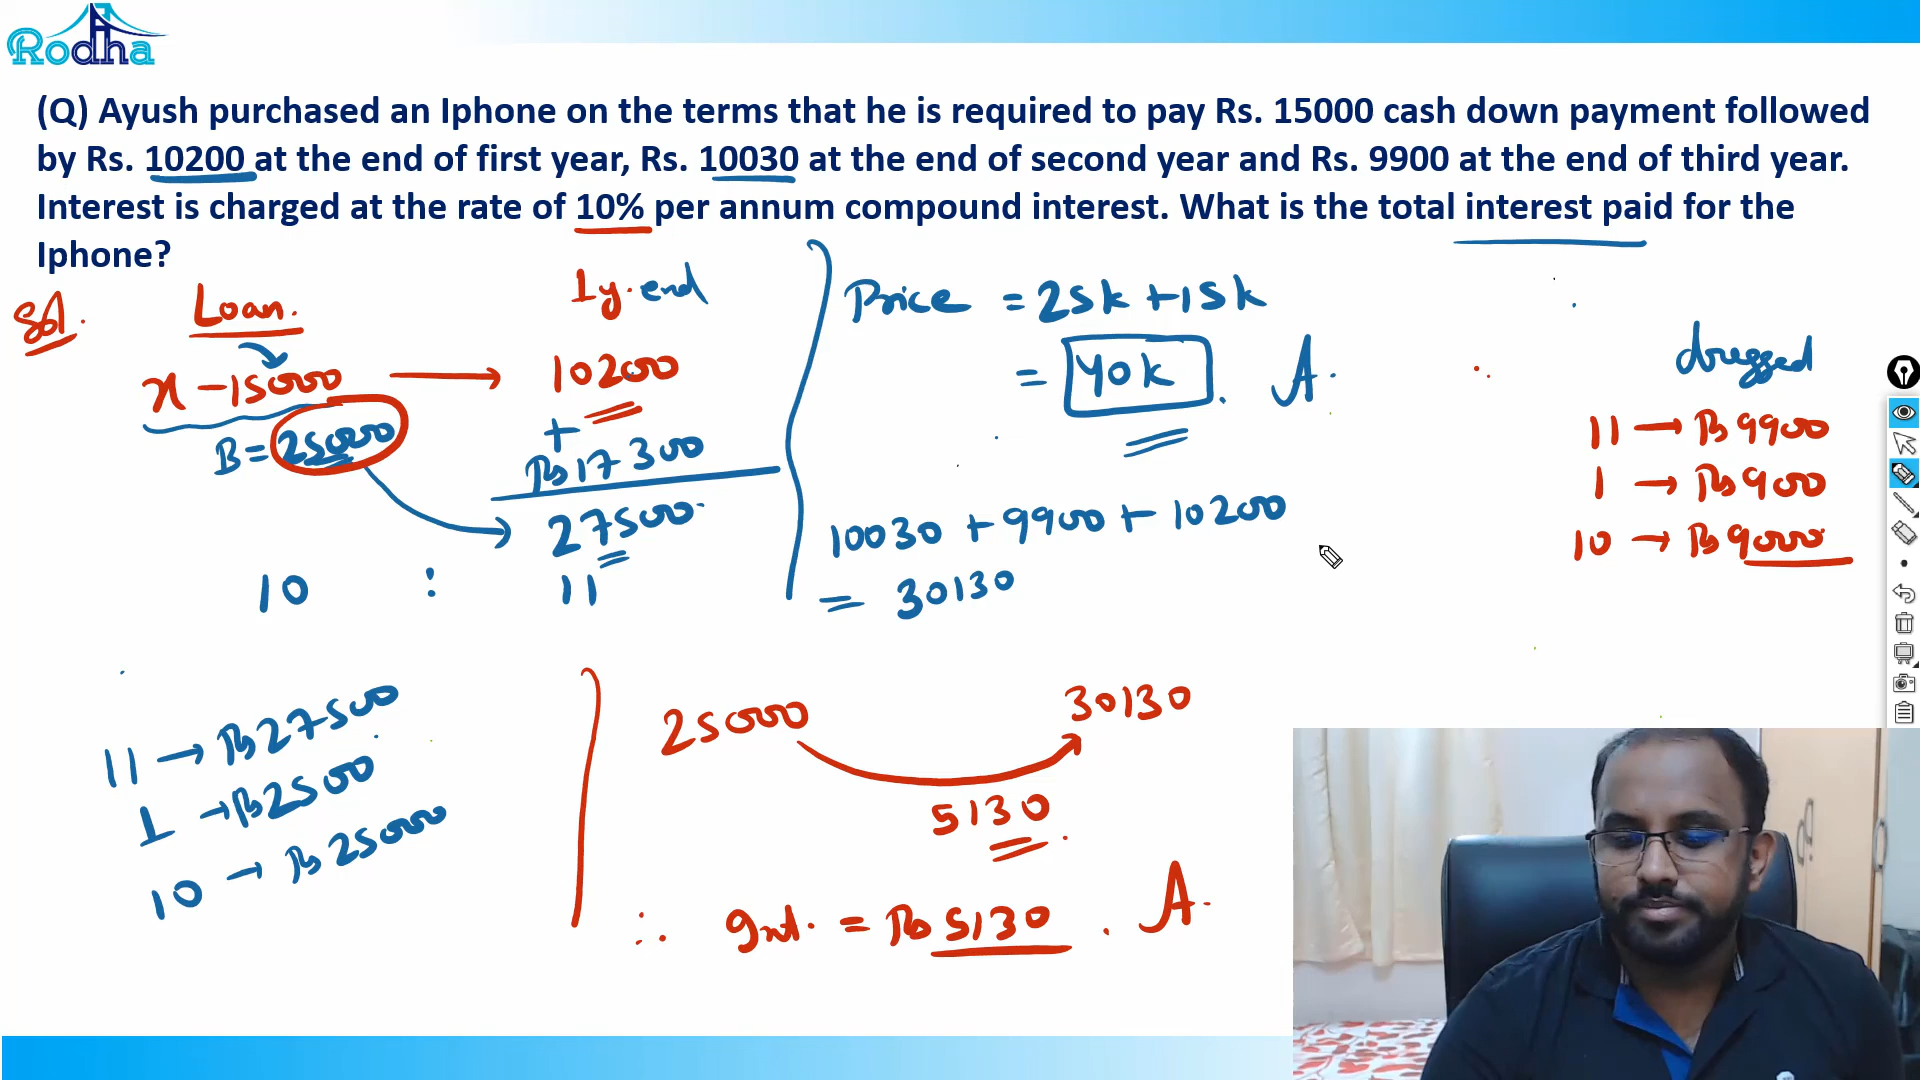 Rodha
(Q) Ayush purchased an Iphone on the terms that he is required to pay Rs. 15000 cash down payment followed
by Rs. 10200 at the end of first year, Rs. 10030 at the end of second year and Rs. 9900 at the end of third year.
Interest is charged at the rate of 10% per annum compound interest. What is the total interest paid for the
Iphone?
Sol.
Loan.
1y. end
x - 15000 → 10200
B = 25000
+
Rs 17300
27500
10 : 11
Price = 25k + 15k
= 40k. A.
10030 + 9900 + 10200
= 30130
dragged
11 → Rs 9900
1 → Rs 900
10 → Rs 9000
11 → Rs 27500
1 → Rs 2500
10 → Rs 25000
25000 30130
5130
∴ Int. = Rs 5130. A.